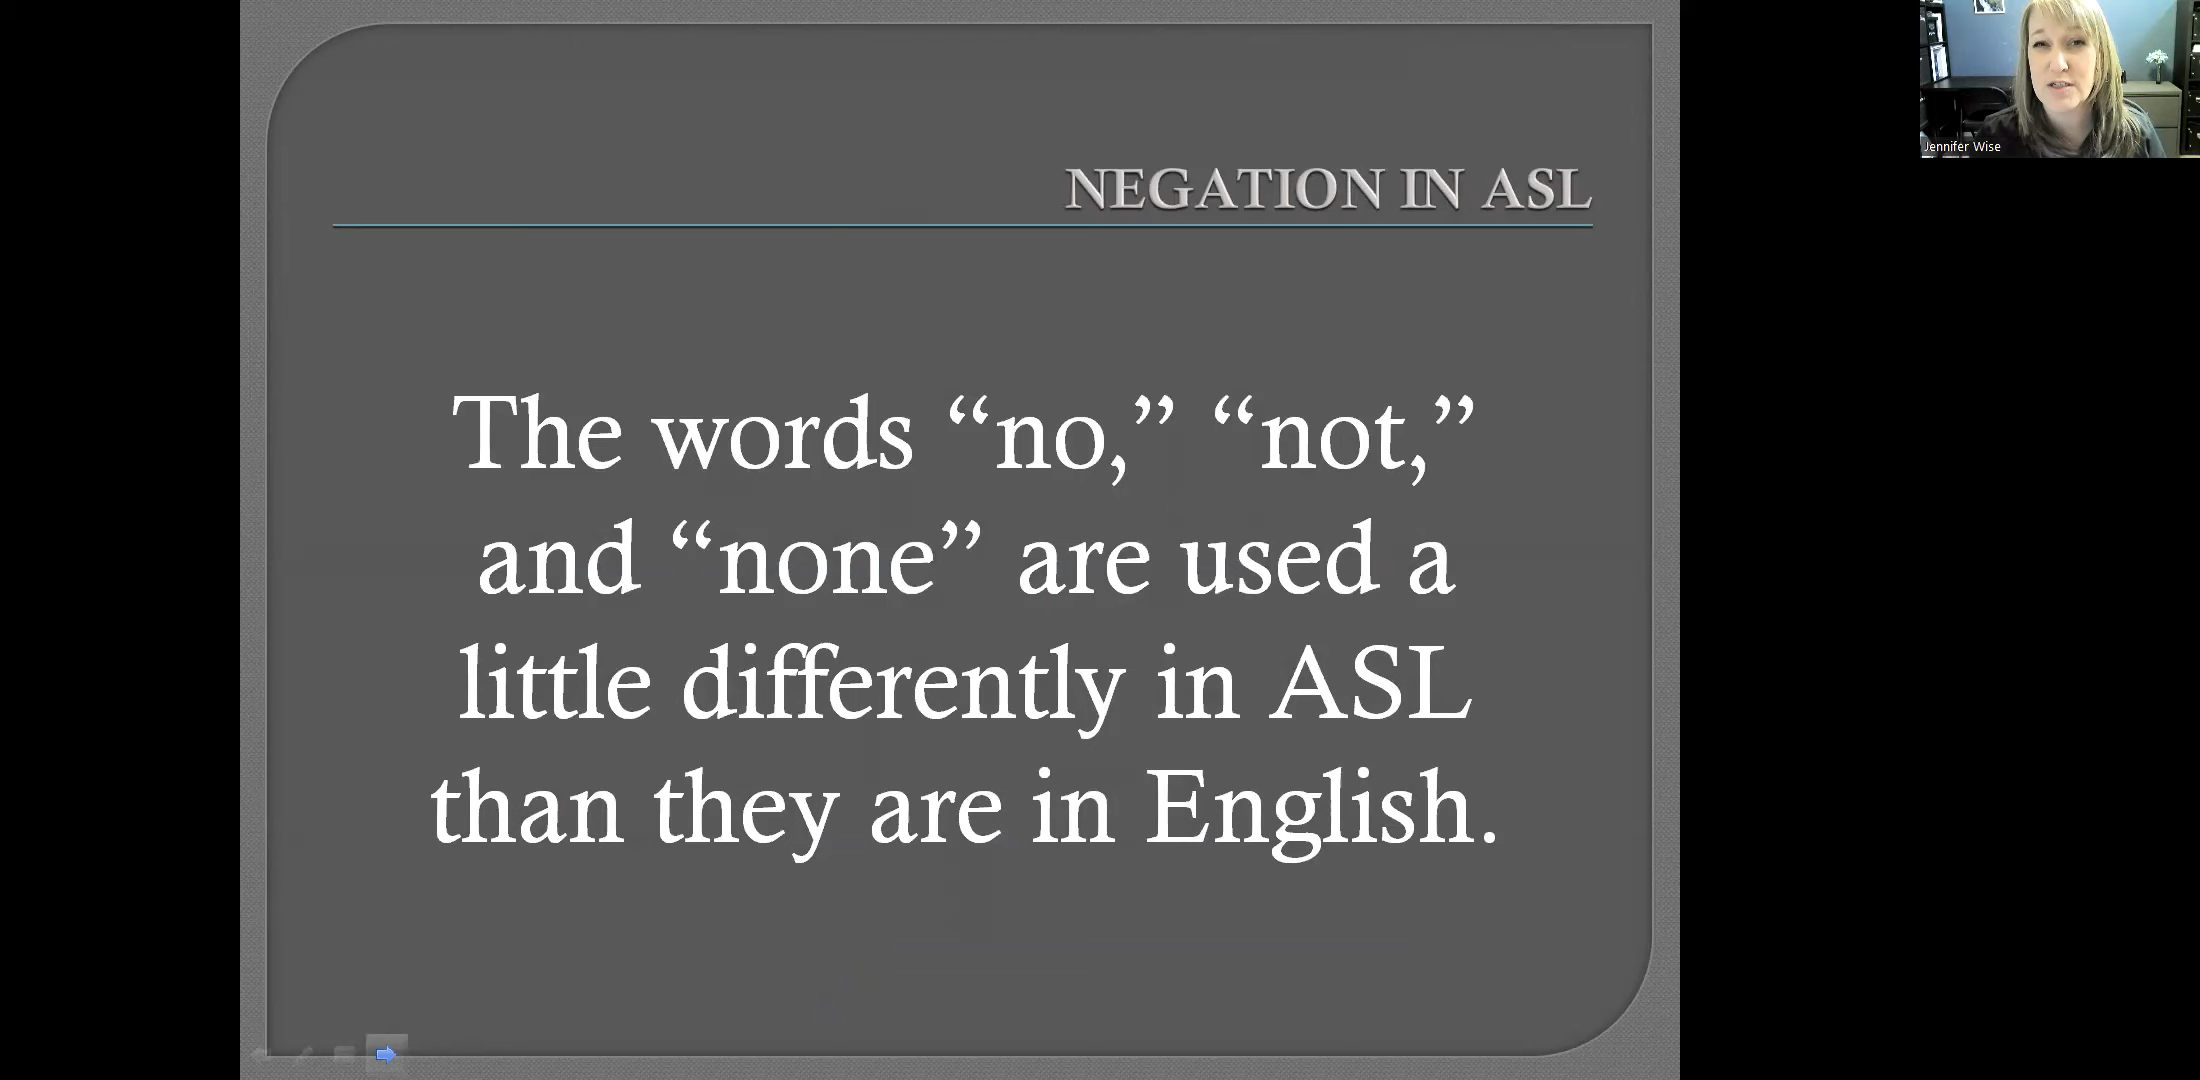 NEGATION IN ASL
The words “no,” “not,”
and “none” are used a
little differently in ASL
than they are in English.
Jennifer Wise